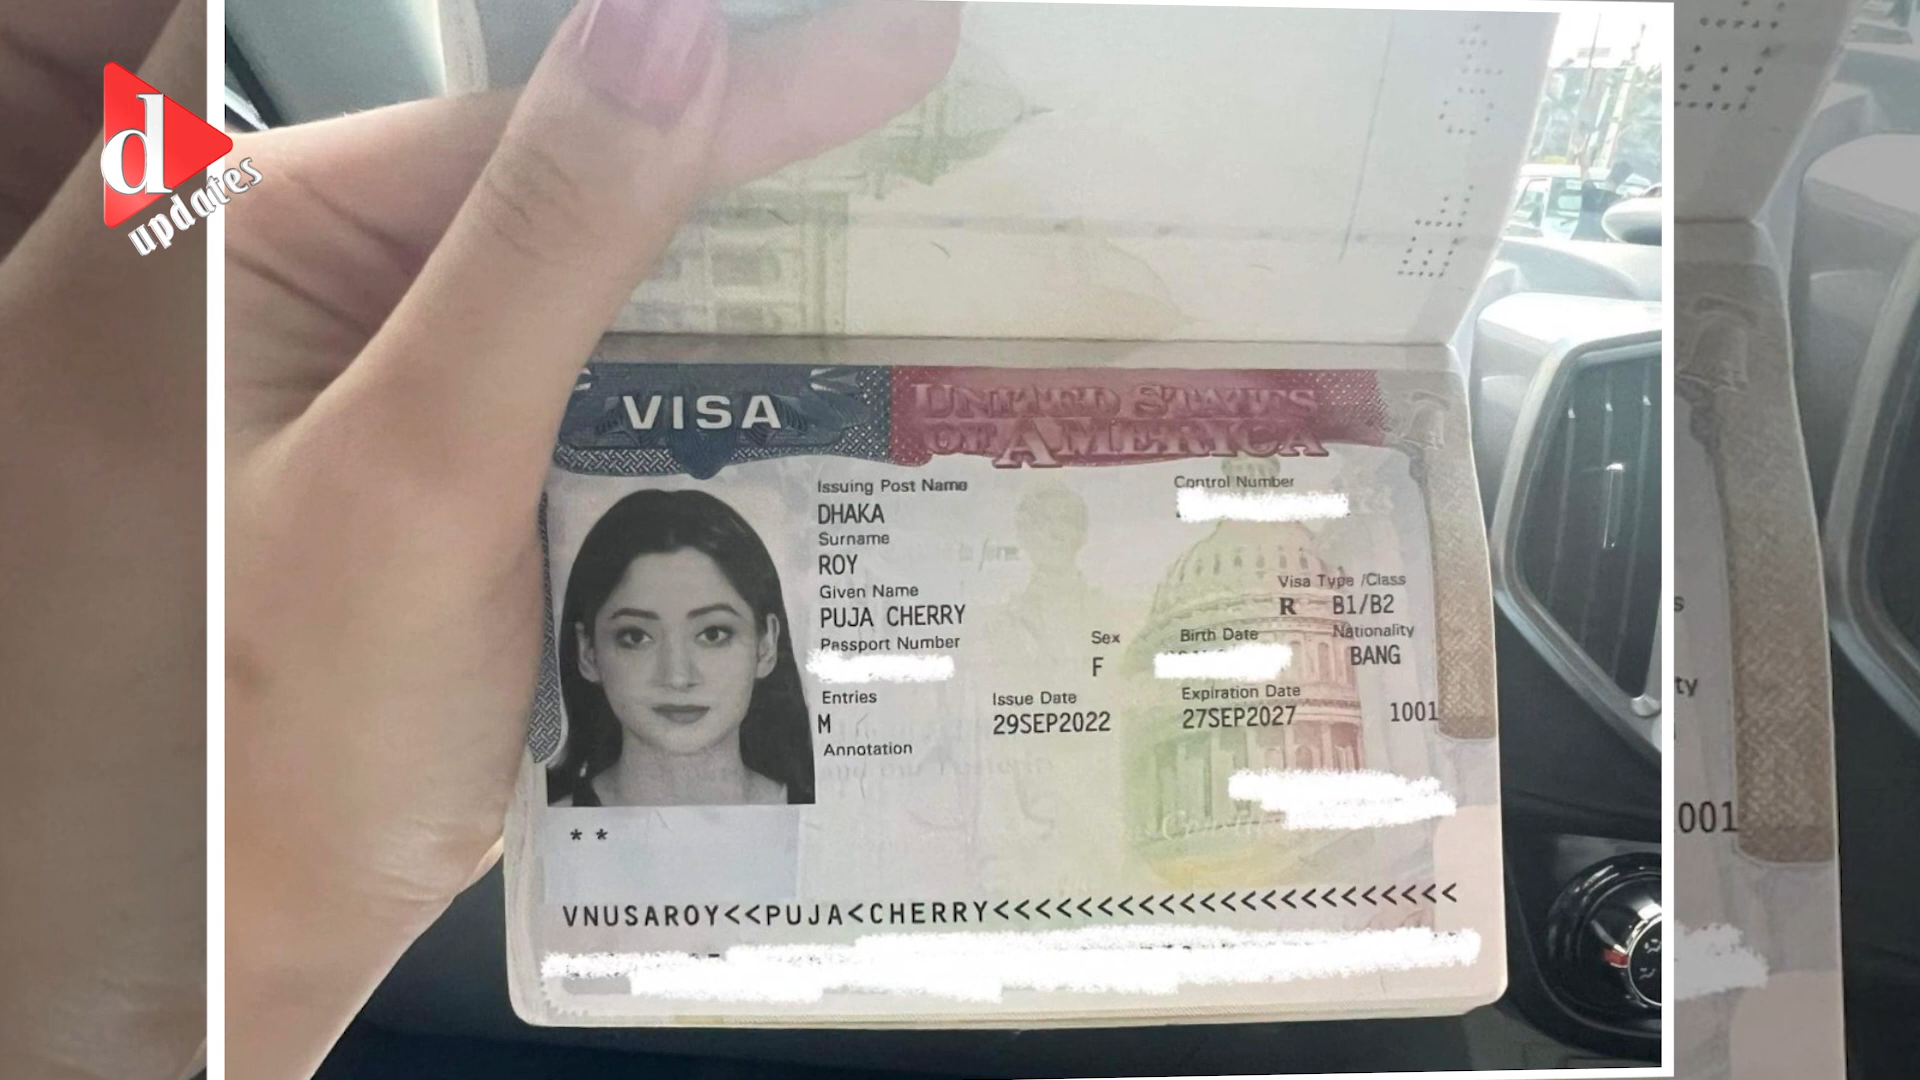 d
updates
VISA
UNITED STATES
OF AMERICA
Issuing Post Name
DHAKA
Control Number
Surname
ROY
Given Name
PUJA CHERRY
Visa Type /Class
R B1/B2
Passport Number
Sex
F
Birth Date
Nationality
BANG
Entries
M
Issue Date
29SEP2022
Expiration Date
27SEP2027
1001
Annotation
**
VNUSAROY<<PUJA<CHERRY<<<<<<<<<<<<<<<<<<<<<<<
ty
001